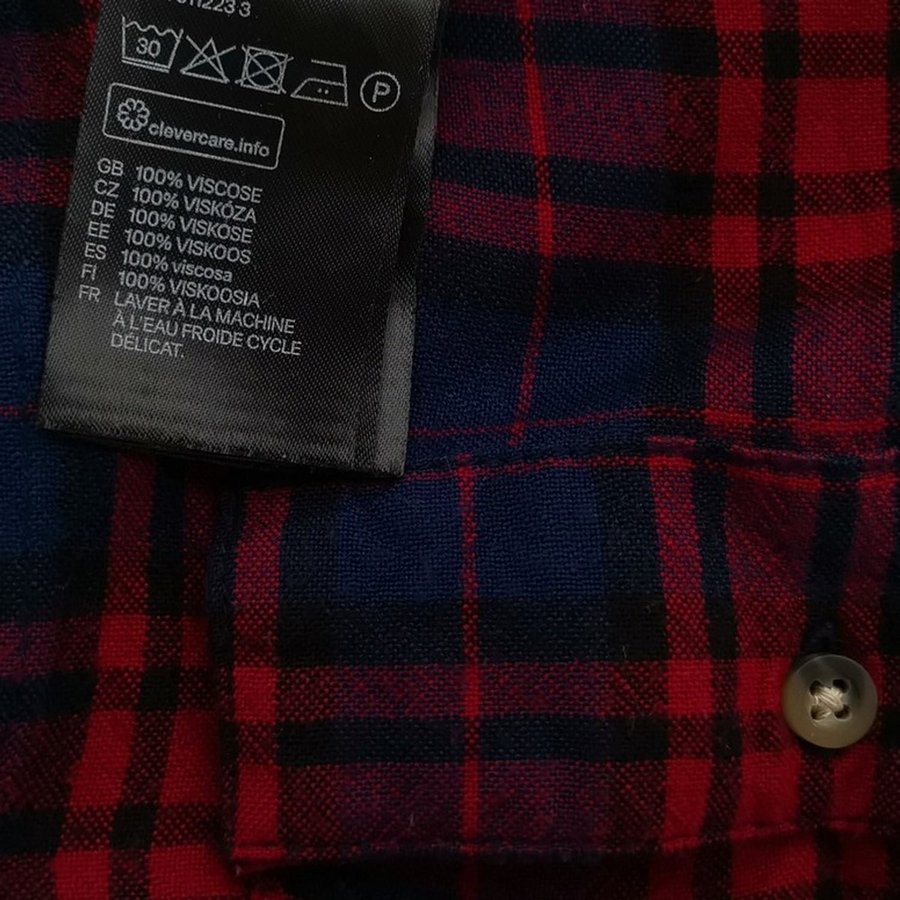 30 P
clevercare.info
GB 100% VISCOSE
CZ 100% VISKÓZA
DE 100% VISKOSE
EE 100% VISKOOS
ES 100% viscosa
FI 100% VISKOOSIA
FR LAVER À LA MACHINE
À L'EAU FROIDE CYCLE
DÉLICAT.